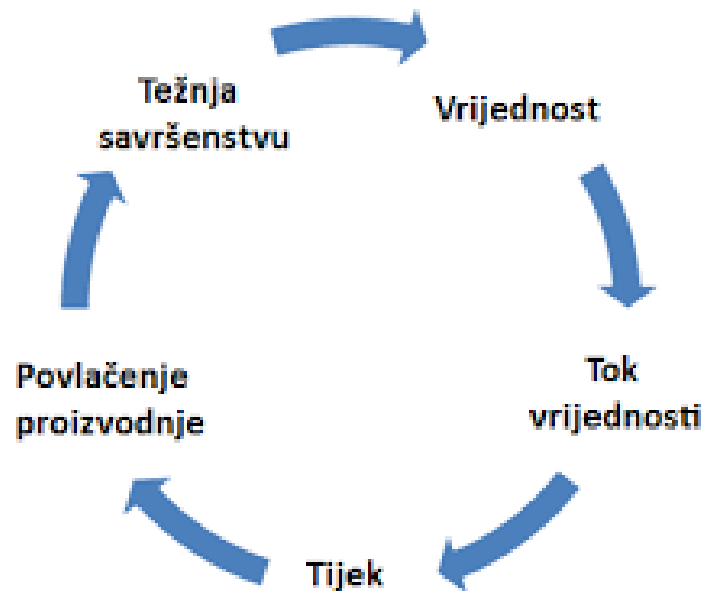 Težnja
savršenstvu
Vrijednost
Tok
vrijednosti
Tijek
Povlačenje
proizvodnje